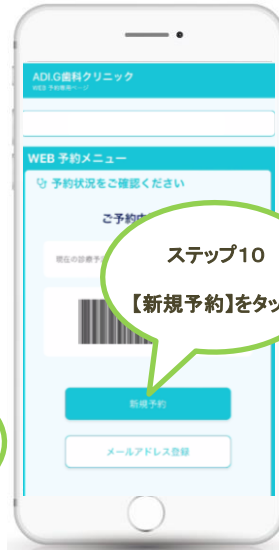 ADI.G歯科クリニック
WEB 予約専用ページ
WEB 予約メニュー
予約状況をご確認ください
ご予約
現在の診療予
ステップ10
【新規予約】をタッ
新規予約
メールアドレス登録